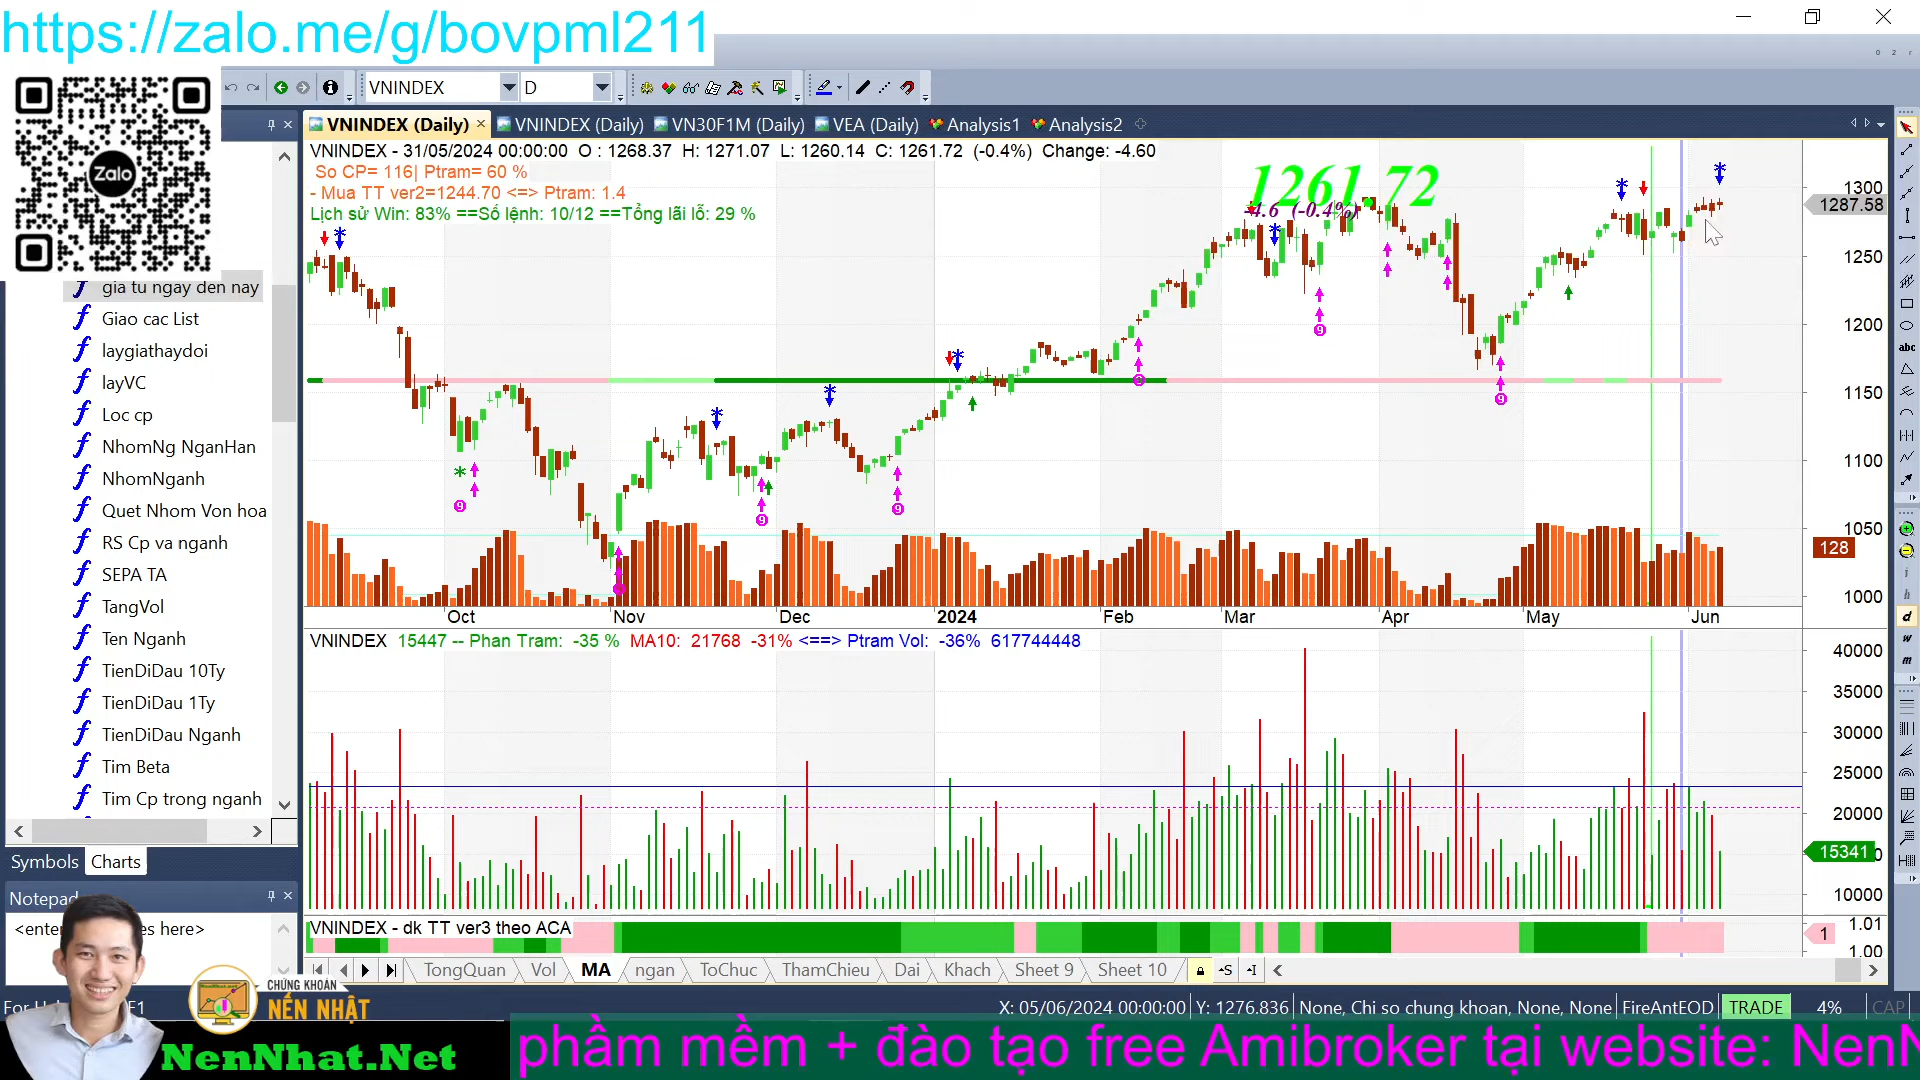 https://zalo.me/g/bovpml211
Zalo
VNINDEX
D
VNINDEX (Daily)
VNINDEX (Daily)
VN30F1M (Daily)
VEA (Daily)
Analysis1
Analysis2
VNINDEX - 31/05/2024 00:00:00 O : 1268.37 H: 1271.07 L: 1260.14 C: 1261.72 (-0.4%) Change: -4.60
So CP= 116| Ptram= 60 %
- Mua TT ver2=1244.70 <=> Ptram: 1.4
Lịch sử Win: 83% ==Số lệnh: 10/12 ==Tổng lãi lỗ: 29 %
1261.72
-4.6 (-0.4%)
1300
1287.58
1250
1200
1150
1100
1050
128
1000
gia tu ngay den nay
Giao cac List
laygiathaydoi
layVC
Loc cp
NhomNg NganHan
NhomNganh
Quet Nhom Von hoa
RS Cp va nganh
SEPA TA
TangVol
Ten Nganh
TienDiDau 10Ty
TienDiDau 1Ty
TienDiDau Nganh
Tim Beta
Tim Cp trong nganh
Symbols
Charts
Oct
Nov
Dec
2024
Feb
Mar
Apr
May
Jun
VNINDEX 15447 -- Phan Tram: -35 % MA10: 21768 -31% <==> Ptram Vol: -36% 617744448
40000
35000
30000
25000
20000
15341
10000
VNINDEX - dk TT ver3 theo ACA
1.01
1
1.00
abc
d
w
m
Notepad
<enter
es here>
TongQuan
Vol
MA
ngan
ToChuc
ThamChieu
Dai
Khach
Sheet 9
Sheet 10
X: 05/06/2024 00:00:00
Y: 1276.836
None, Chi so chung khoan, None, None
FireAntEOD
TRADE
4%
CAP
CHỨNG KHOÁN
NẾN NHẬT
NenNhat.Net
phầm mềm + đào tạo free Amibroker tại website: NenN